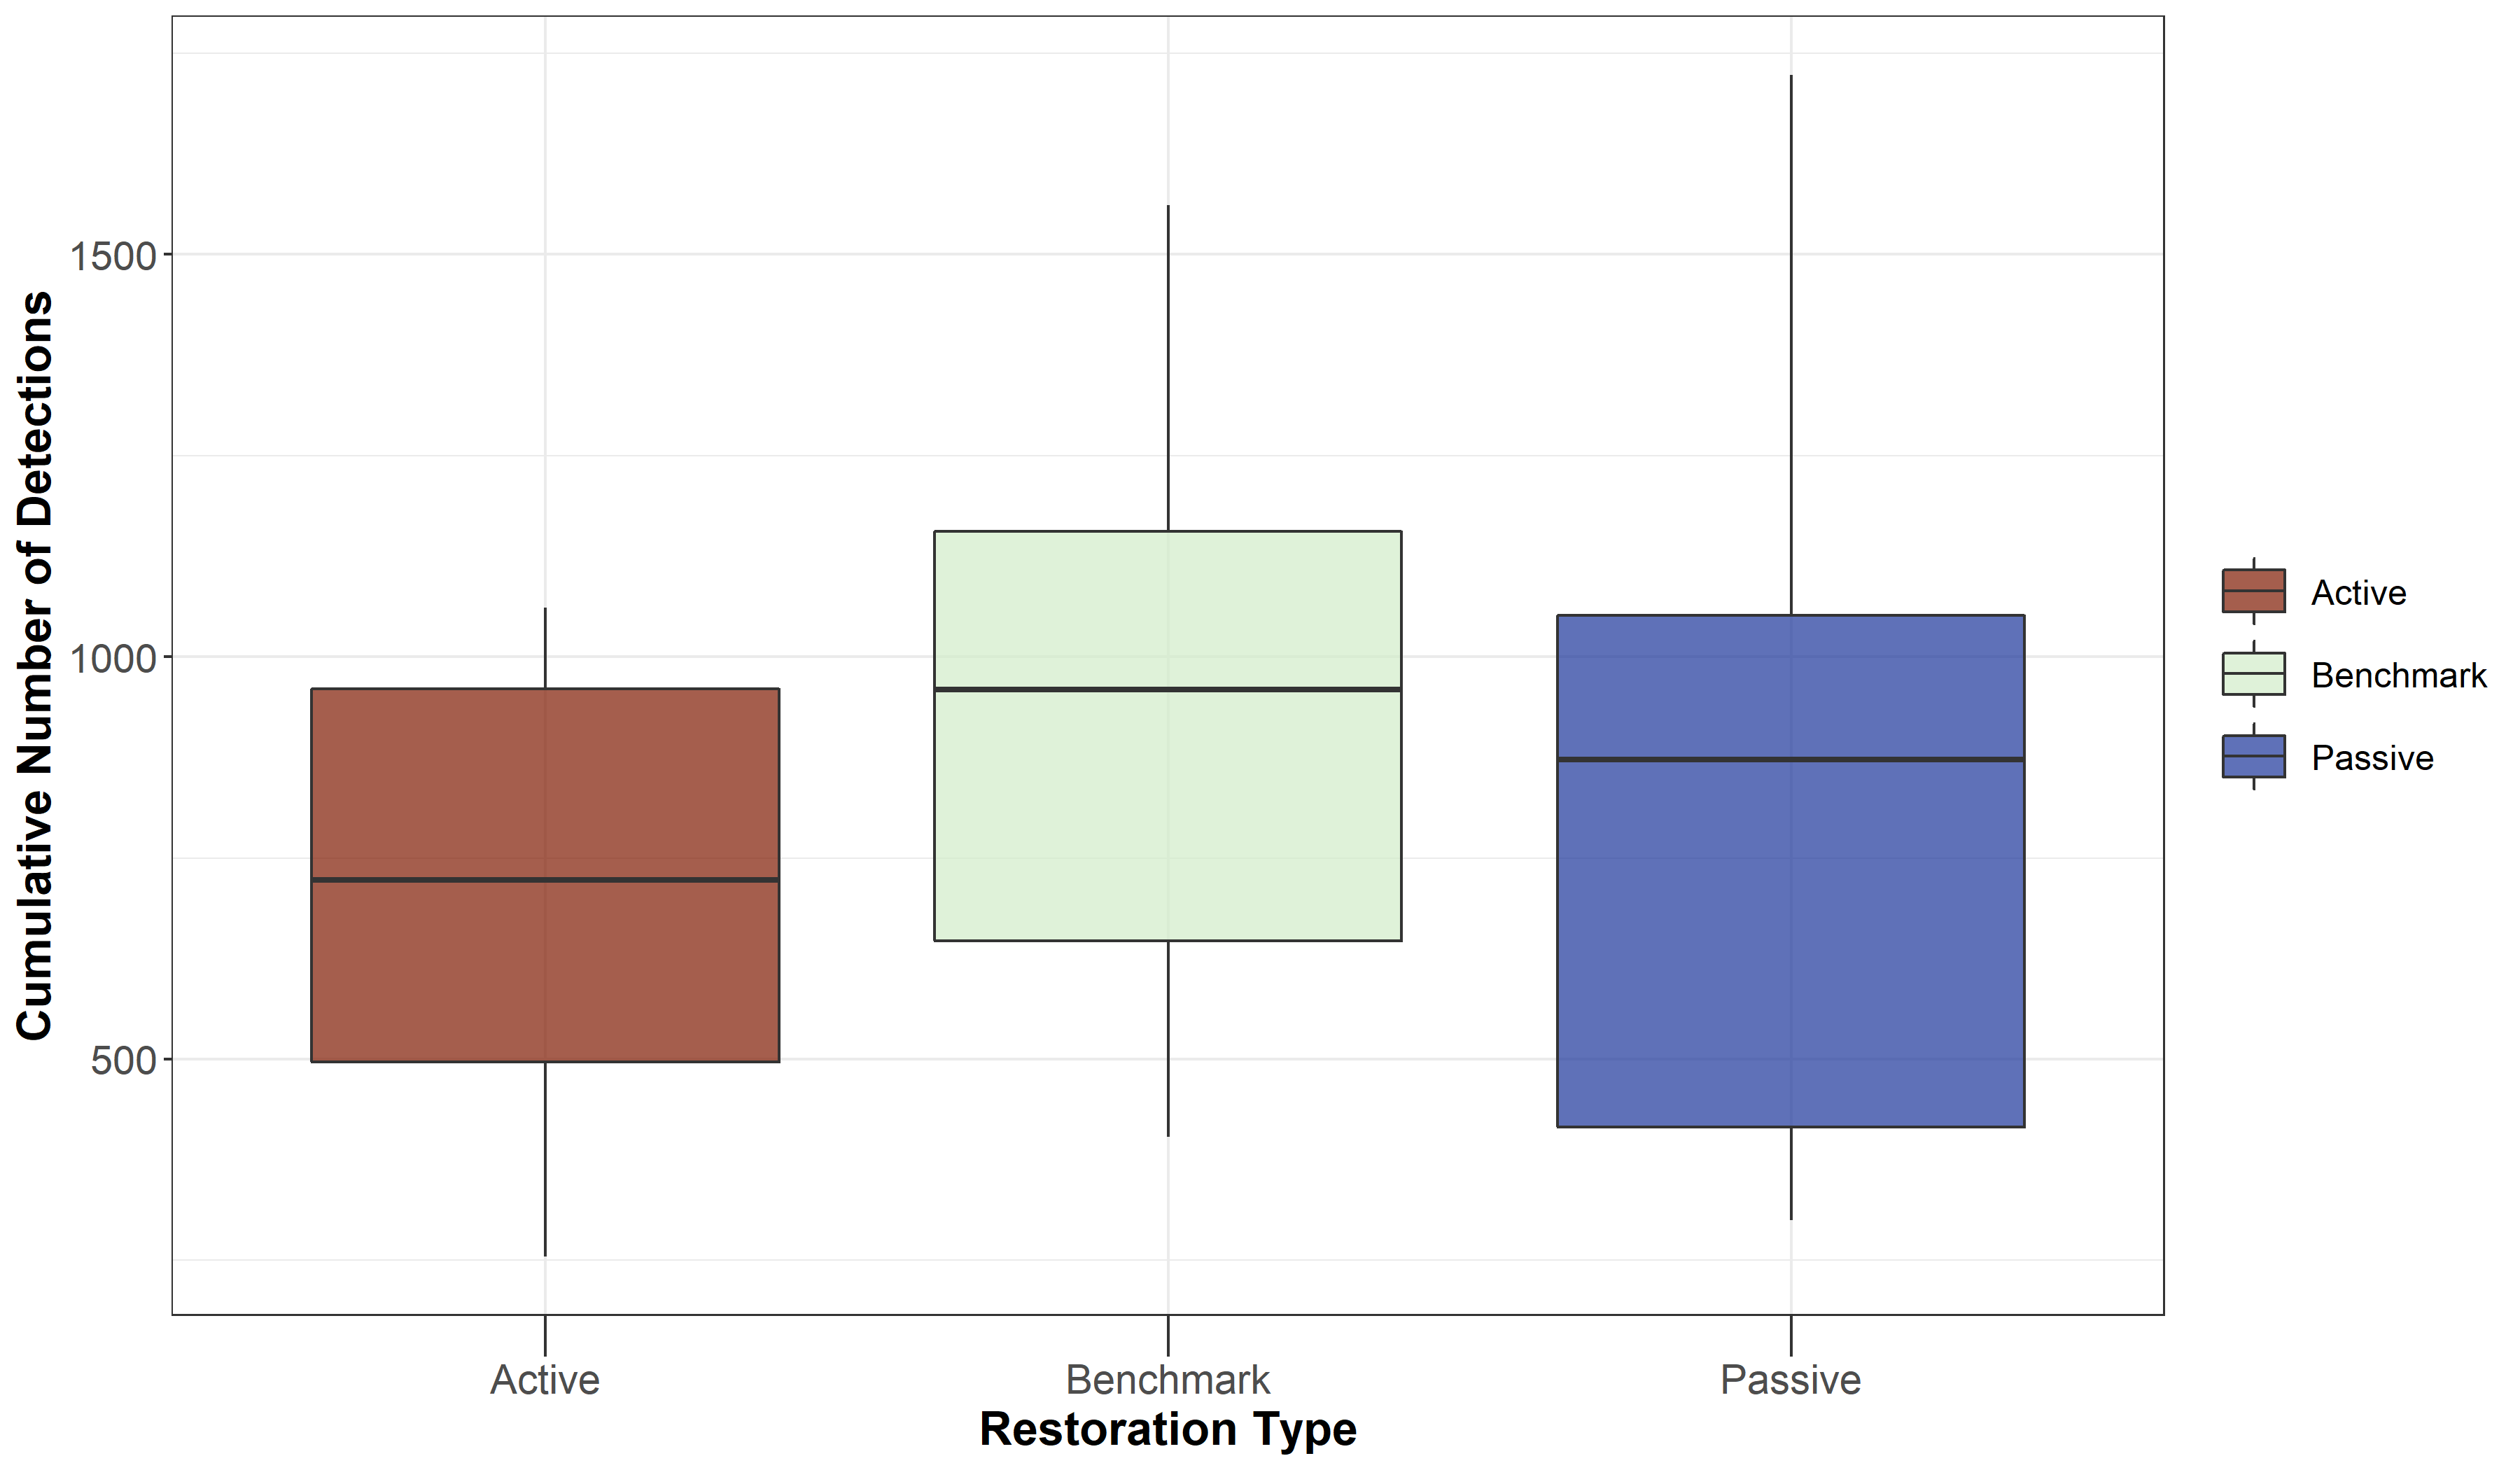 Cumulative Number of Detections
1500
1000
500
Active
Benchmark
Passive
Restoration Type
Active
Benchmark
Passive